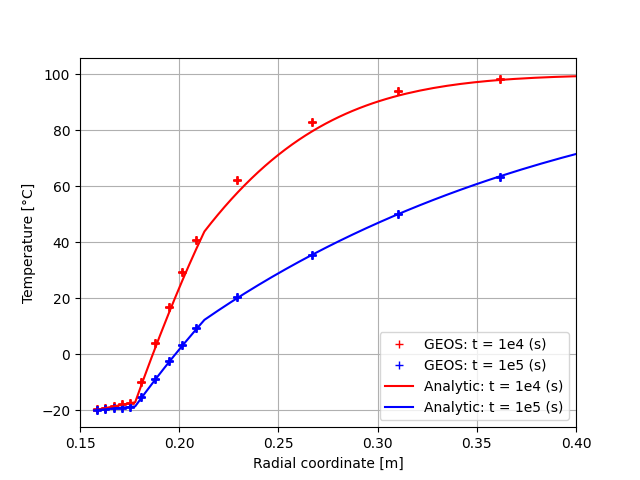 100
80
60
40
20
0
−20
Temperature [°C]
0.15
0.20
0.25
0.30
0.35
0.40
Radial coordinate [m]
GEOS: t = 1e4 (s)
GEOS: t = 1e5 (s)
Analytic: t = 1e4 (s)
Analytic: t = 1e5 (s)